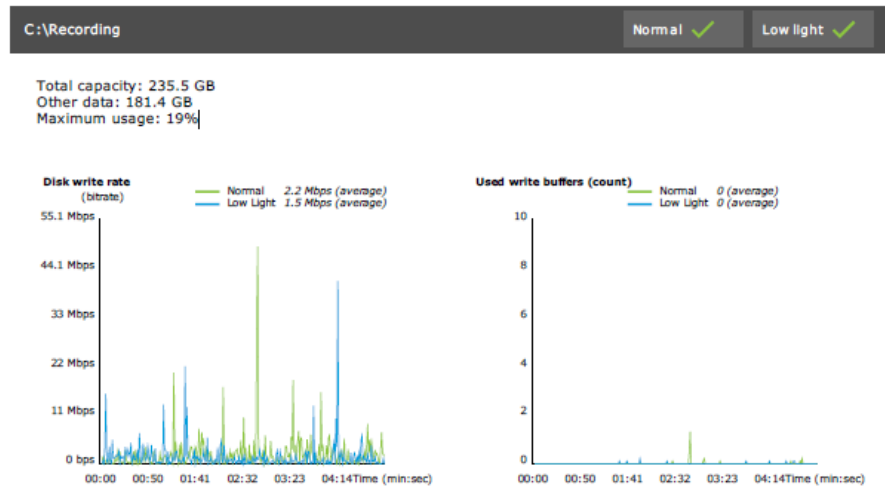 C:\Recording
Normal
Low light
Total capacity: 235.5 GB
Other data: 181.4 GB
Maximum usage: 19%
Disk write rate
(bitrate)
Normal 2.2 Mbps (average)
Low Light 1.5 Mbps (average)
55.1 Mbps
44.1 Mbps
33 Mbps
22 Mbps
11 Mbps
0 bps
00:00 00:50 01:41 02:32 03:23 04:14Time (min:sec)
Used write buffers (count)
Normal 0 (average)
Low Light 0 (average)
10
8
6
4
2
0
00:00 00:50 01:41 02:32 03:23 04:14Time (min:sec)